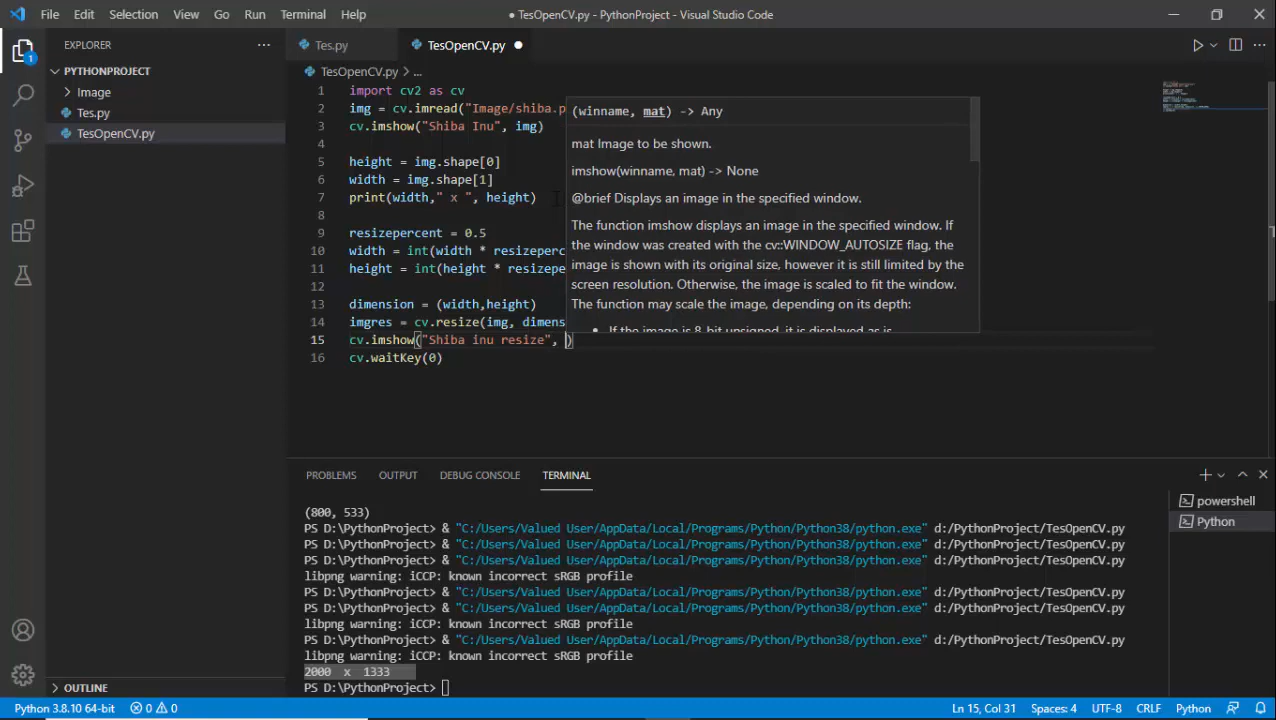 File Edit Selection View Go Run Terminal Help ● TesOpenCV.py - PythonProject - Visual Studio Code
EXPLORER
PYTHONPROJECT
Image
Tes.py
TesOpenCV.py
OUTLINE
1
Tes.py TesOpenCV.py
TesOpenCV.py > ...
1 import cv2 as cv
2 img = cv.imread("Image/shiba.p
3 cv.imshow("Shiba Inu", img)
4
5 height = img.shape[0]
6 width = img.shape[1]
7 print(width," x ", height)
8
9 resizepercent = 0.5
10 width = int(width * resizeperc
11 height = int(height * resizepe
12
13 dimension = (width,height)
14 imgres = cv.resize(img, dimens
15 cv.imshow("Shiba inu resize", )
16 cv.waitKey(0)
(winname, mat) -> Any
mat Image to be shown.
imshow(winname, mat) -> None
@brief Displays an image in the specified window.
The function imshow displays an image in the specified window. If
the window was created with the cv::WINDOW_AUTOSIZE flag, the
image is shown with its original size, however it is still limited by the
screen resolution. Otherwise, the image is scaled to fit the window.
The function may scale the image, depending on its depth:
• If the image is 8-bit unsigned, it is displayed as is.
PROBLEMS OUTPUT DEBUG CONSOLE TERMINAL
powershell
Python
(800, 533)
PS D:\PythonProject> & "C:/Users/Valued User/AppData/Local/Programs/Python/Python38/python.exe" d:/PythonProject/TesOpenCV.py
PS D:\PythonProject> & "C:/Users/Valued User/AppData/Local/Programs/Python/Python38/python.exe" d:/PythonProject/TesOpenCV.py
PS D:\PythonProject> & "C:/Users/Valued User/AppData/Local/Programs/Python/Python38/python.exe" d:/PythonProject/TesOpenCV.py
libpng warning: iCCP: known incorrect sRGB profile
PS D:\PythonProject> & "C:/Users/Valued User/AppData/Local/Programs/Python/Python38/python.exe" d:/PythonProject/TesOpenCV.py
PS D:\PythonProject> & "C:/Users/Valued User/AppData/Local/Programs/Python/Python38/python.exe" d:/PythonProject/TesOpenCV.py
libpng warning: iCCP: known incorrect sRGB profile
PS D:\PythonProject> & "C:/Users/Valued User/AppData/Local/Programs/Python/Python38/python.exe" d:/PythonProject/TesOpenCV.py
libpng warning: iCCP: known incorrect sRGB profile
2000 x 1333
PS D:\PythonProject>
Python 3.8.10 64-bit 0 0 Ln 15, Col 31 Spaces: 4 UTF-8 CRLF Python